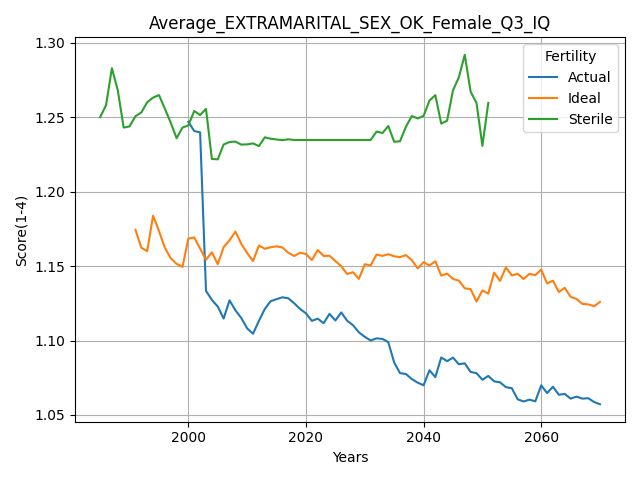 Average_EXTRAMARITAL_SEX_OK_Female_Q3_IQ
Fertility
Actual
Ideal
Sterile
Score(1-4)
1.30
1.25
1.20
1.15
1.10
1.05
2000 2020 2040 2060
Years